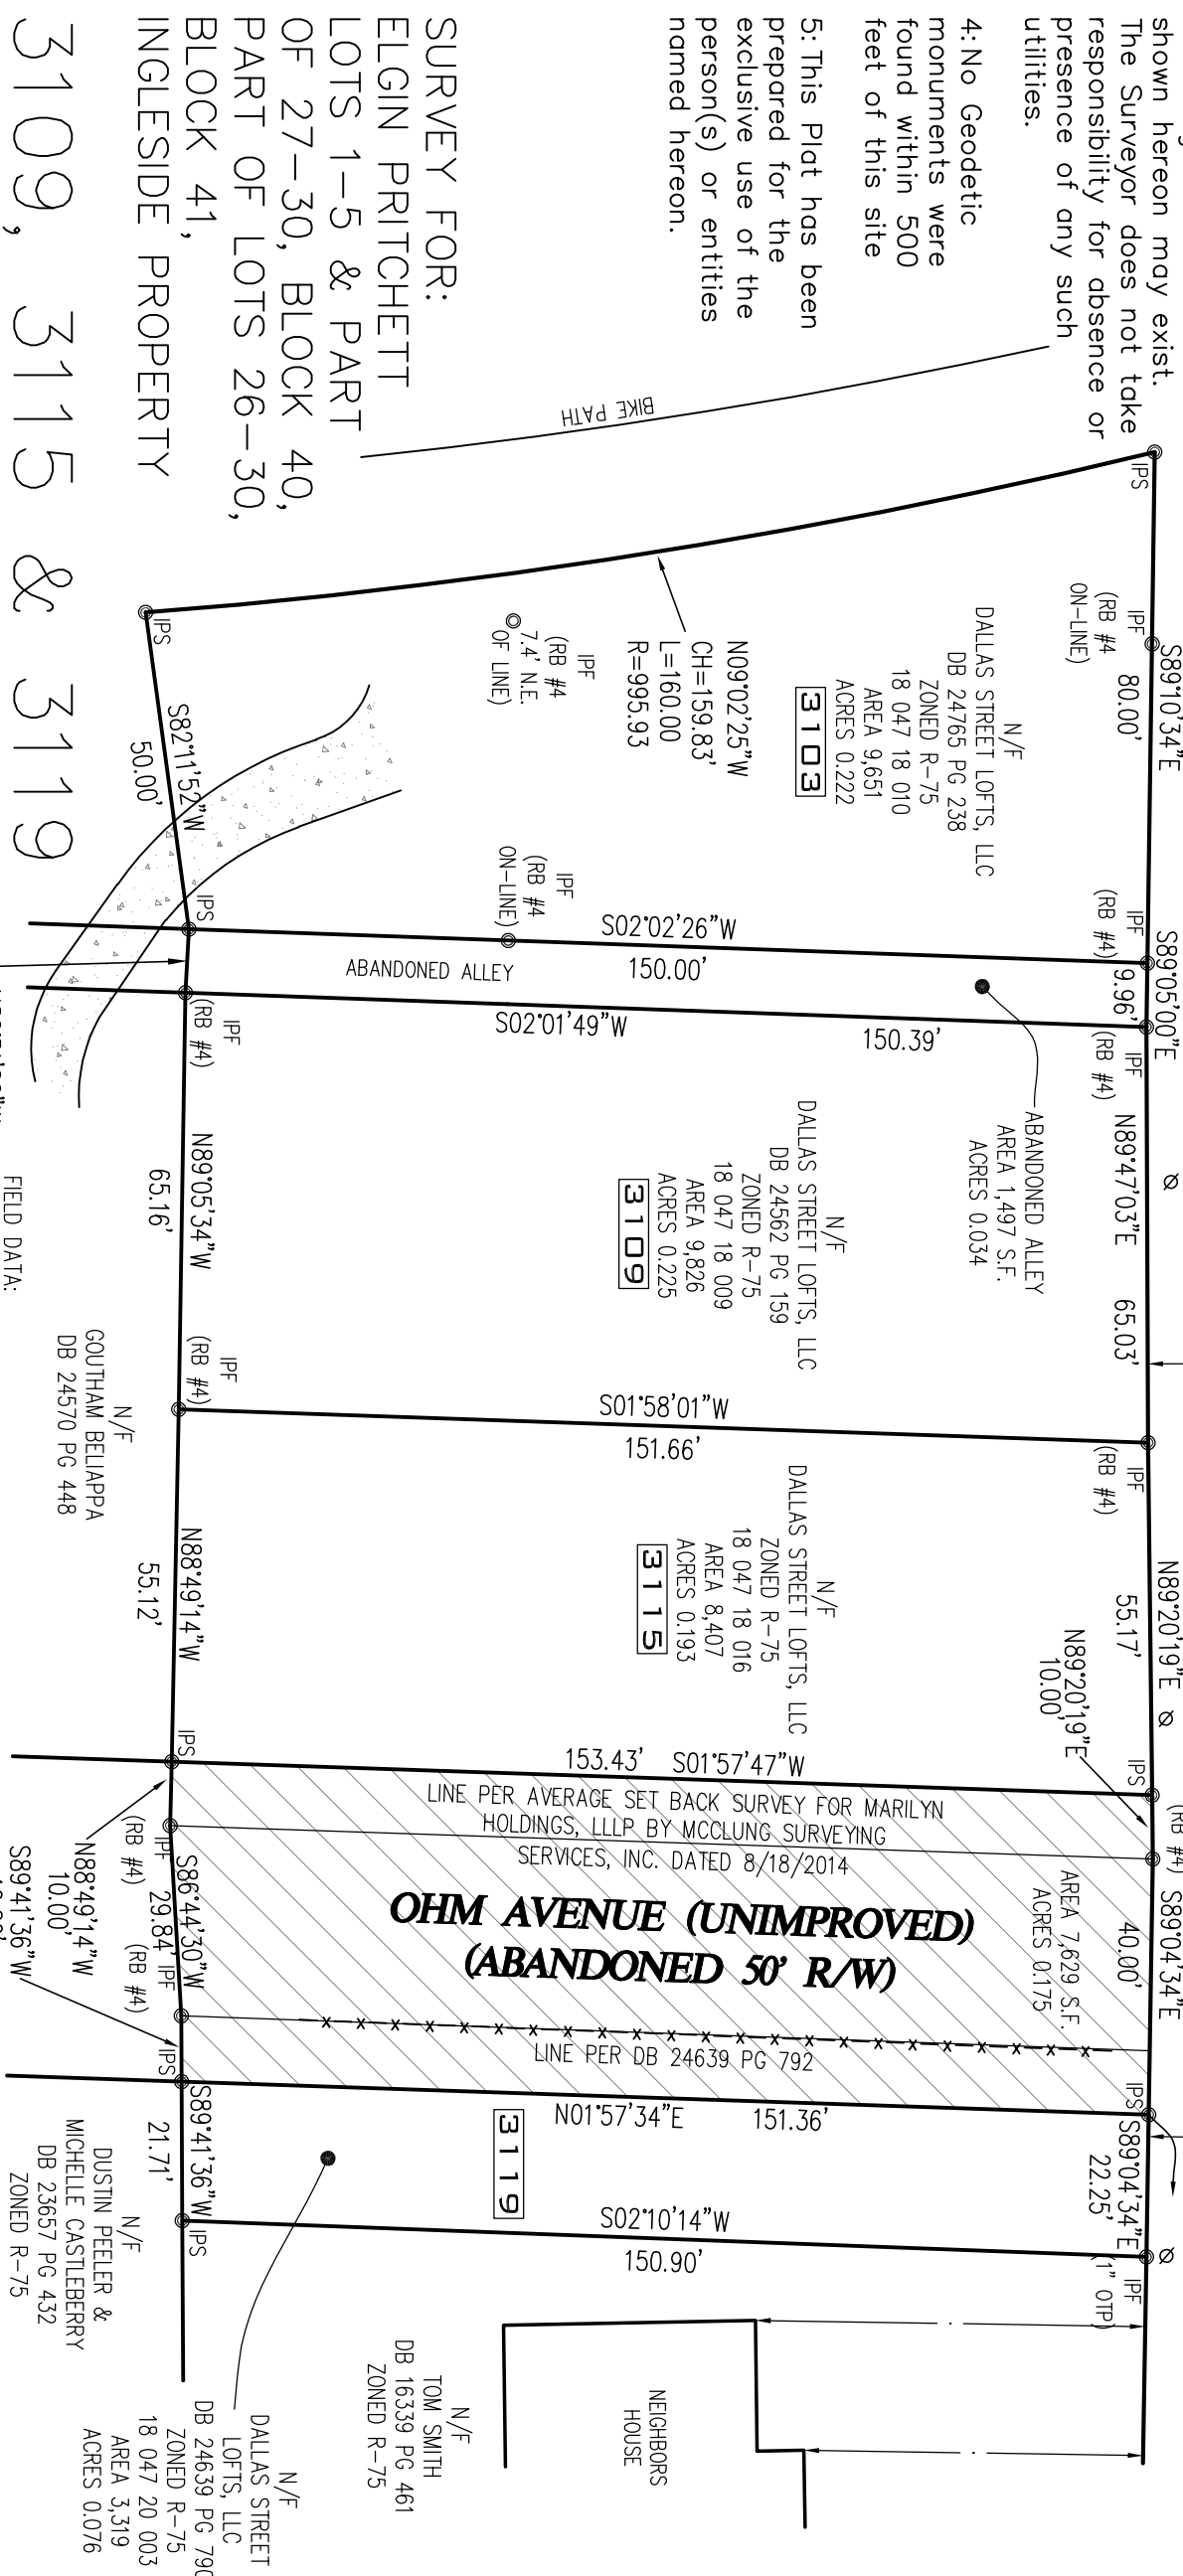 shown hereon may exist.
The Surveyor does not take
responsibility for absence or
presence of any such
utilities.
4: No Geodetic
monuments were
found within 500
feet of this site
5: This Plat has been
prepared for the
exclusive use of the
person(s) or entities
named hereon.
SURVEY FOR:
ELGIN PRITCHETT
LOTS 1-5 & PART
OF 27-30, BLOCK 40,
PART OF LOTS 26-30,
BLOCK 41,
INGLESIDE PROPERTY
3109, 3115 & 3119
BIKE PATH
IPS
S89°10'34"E
80.00'
IPF
(RB #4
ON-LINE)
N/F
DALLAS STREET LOFTS, LLC
DB 24765 PG 238
ZONED R-75
18 047 18 010
AREA 9,651
ACRES 0.222
3103
N09°02'25"W
CH=159.83'
L=160.00
R=995.93
IPF
(RB #4
7.4' N.E.
OF LINE)
IPS
S82°11'52"W
50.00'
IPS
IPF
(RB #4)
S89°05'00"E
9.96'
IPF
(RB #4)
S02°02'26"W
150.00'
IPF
(RB #4
ON-LINE)
ABANDONED ALLEY
S02°01'49"W
150.39'
ABANDONED ALLEY
AREA 1,497 S.F.
ACRES 0.034
IPF
(RB #4)
N89°47'03"E
65.03'
N/F
DALLAS STREET LOFTS, LLC
DB 24562 PG 159
ZONED R-75
18 047 18 009
AREA 9,826
ACRES 0.225
3109
N89°05'34"W
65.16'
IPF
(RB #4)
FIELD DATA:
N/F
GOUTHAM BELIAPPA
DB 24570 PG 448
S01°58'01"W
151.66'
IPF
(RB #4)
N89°20'19"E
55.17'
N89°20'19"E
10.00'
N/F
DALLAS STREET LOFTS, LLC
ZONED R-75
18 047 18 016
AREA 8,407
ACRES 0.193
3115
N88°49'14"W
55.12'
IPS
IPS
(RB #4)
153.43' S01°57'47"W
LINE PER AVERAGE SET BACK SURVEY FOR MARILYN
HOLDINGS, LLLP BY MCCLUNG SURVEYING
SERVICES, INC. DATED 8/18/2014
OHM AVENUE (UNIMPROVED)
(ABANDONED 50' R/W)
S89°04'34"E
40.00'
AREA 7,629 S.F.
ACRES 0.175
IPF
(RB #4)
S86°44'30"W
29.84'
IPF
(RB #4)
N88°49'14"W
10.00'
S89°41'36"W
LINE PER DB 24639 PG 792
IPS
IPS
N01°57'34"E 151.36'
S89°04'34"E
22.25'
3119
S89°41'36"W
21.71'
IPS
S02°10'14"W
150.90'
IPF
(1" OTP)
N/F
DUSTIN PEELER &
MICHELLE CASTLEBERRY
DB 23657 PG 432
ZONED R-75
NEIGHBORS
HOUSE
N/F
TOM SMITH
DB 16339 PG 461
ZONED R-75
N/F
DALLAS STREET
LOFTS, LLC
DB 24639 PG 790
ZONED R-75
18 047 20 003
AREA 3,319
ACRES 0.076